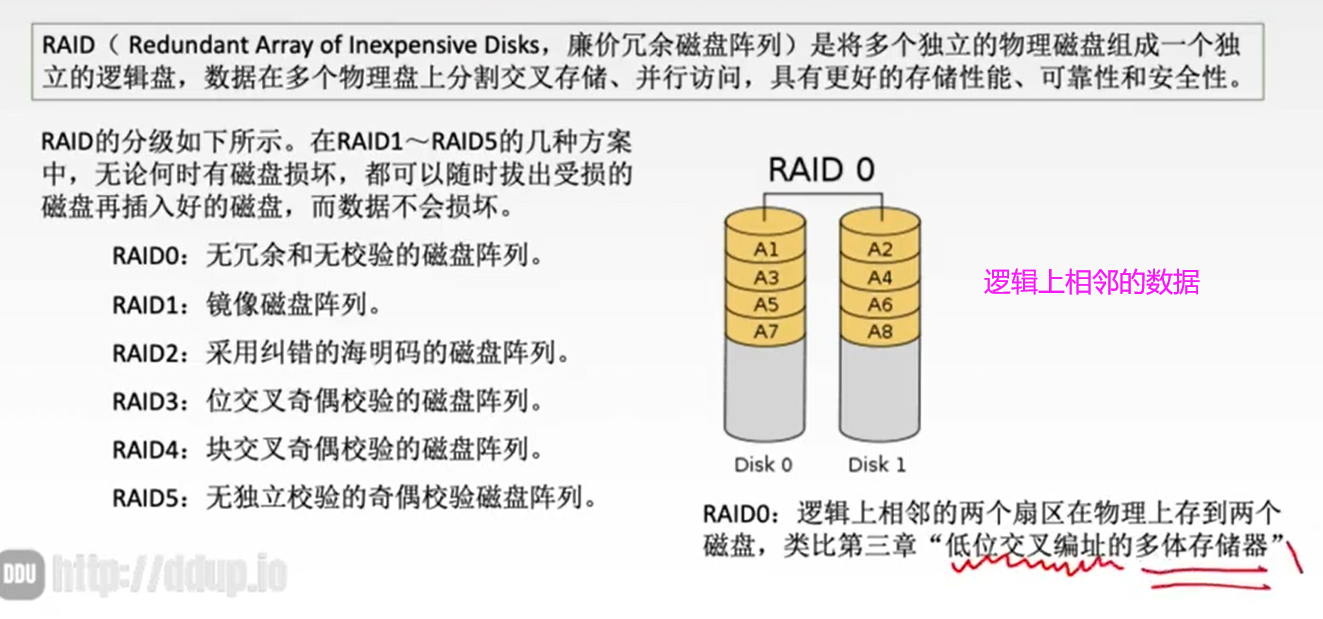 RAID（ Redundant Array of Inexpensive Disks，廉价冗余磁盘阵列）是将多个独立的物理磁盘组成一个独
立的逻辑盘，数据在多个物理盘上分割交叉存储、并行访问，具有更好的存储性能、可靠性和安全性。
RAID的分级如下所示。在RAID1～RAID5的几种方案
中，无论何时有磁盘损坏，都可以随时拔出受损的
磁盘再插入好的磁盘，而数据不会损坏。
RAID0：无冗余和无校验的磁盘阵列。
RAID1：镜像磁盘阵列。
RAID2：采用纠错的海明码的磁盘阵列。
RAID3：位交叉奇偶校验的磁盘阵列。
RAID4：块交叉奇偶校验的磁盘阵列。
RAID5：无独立校验的奇偶校验磁盘阵列。
RAID 0
A1 A2
A3 A4
A5 A6
A7 A8
Disk 0 Disk 1
逻辑上相邻的数据
RAID0：逻辑上相邻的两个扇区在物理上存到两个
磁盘，类比第三章“低位交叉编址的多体存储器”
DDU http://ddup.io